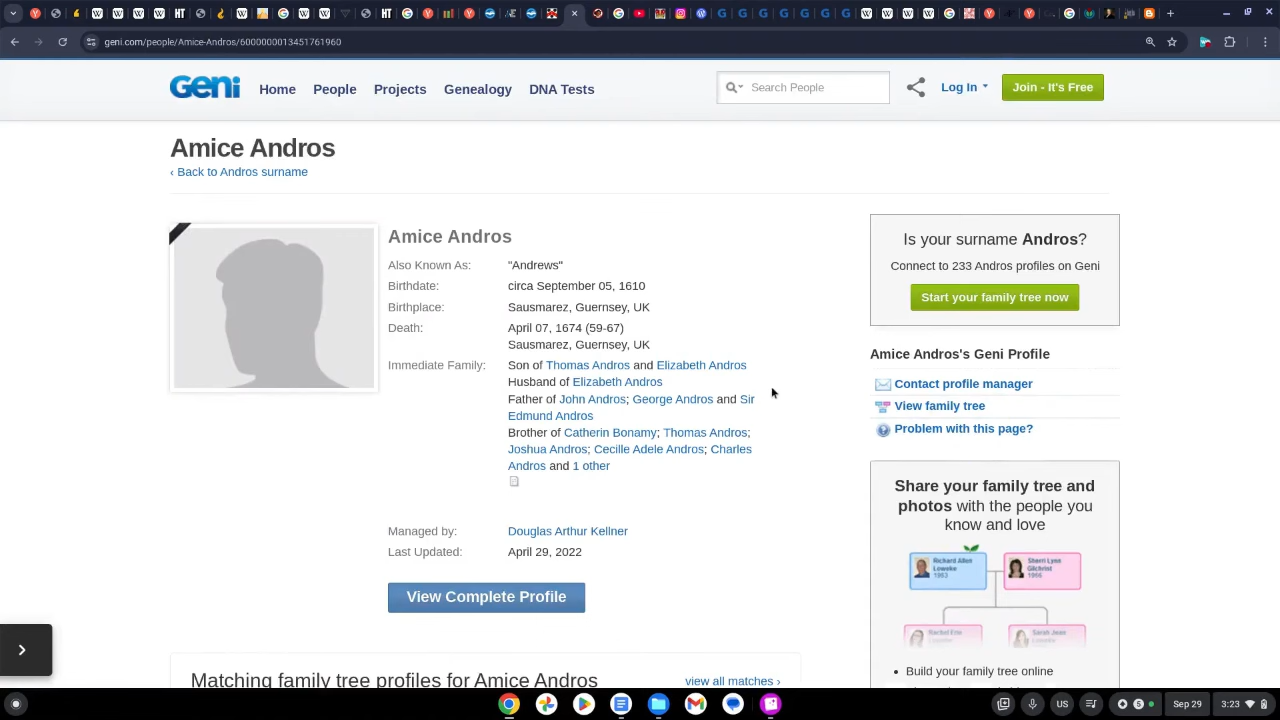 geni.com/people/Amice-Andros/6000000013451761960
Geni
Home People Projects Genealogy DNA Tests
Search People
Log In
Join - It's Free
Amice Andros
‹ Back to Andros surname
Amice Andros
Also Known As: "Andrews"
Birthdate: circa September 05, 1610
Birthplace: Sausmarez, Guernsey, UK
Death: April 07, 1674 (59-67)
Sausmarez, Guernsey, UK
Immediate Family: Son of Thomas Andros and Elizabeth Andros
Husband of Elizabeth Andros
Father of John Andros; George Andros and Sir
Edmund Andros
Brother of Catherin Bonamy; Thomas Andros;
Joshua Andros; Cecille Adele Andros; Charles
Andros and 1 other
Managed by: Douglas Arthur Kellner
Last Updated: April 29, 2022
View Complete Profile
Matching family tree profiles for Amice Andros
view all matches ›
Is your surname Andros?
Connect to 233 Andros profiles on Geni
Start your family tree now
Amice Andros's Geni Profile
Contact profile manager
View family tree
Problem with this page?
Share your family tree and
photos with the people you
know and love
Richard Allen
Sherri Lynn
Gilchrist
• Build your family tree online
US
Sep 29
3:23